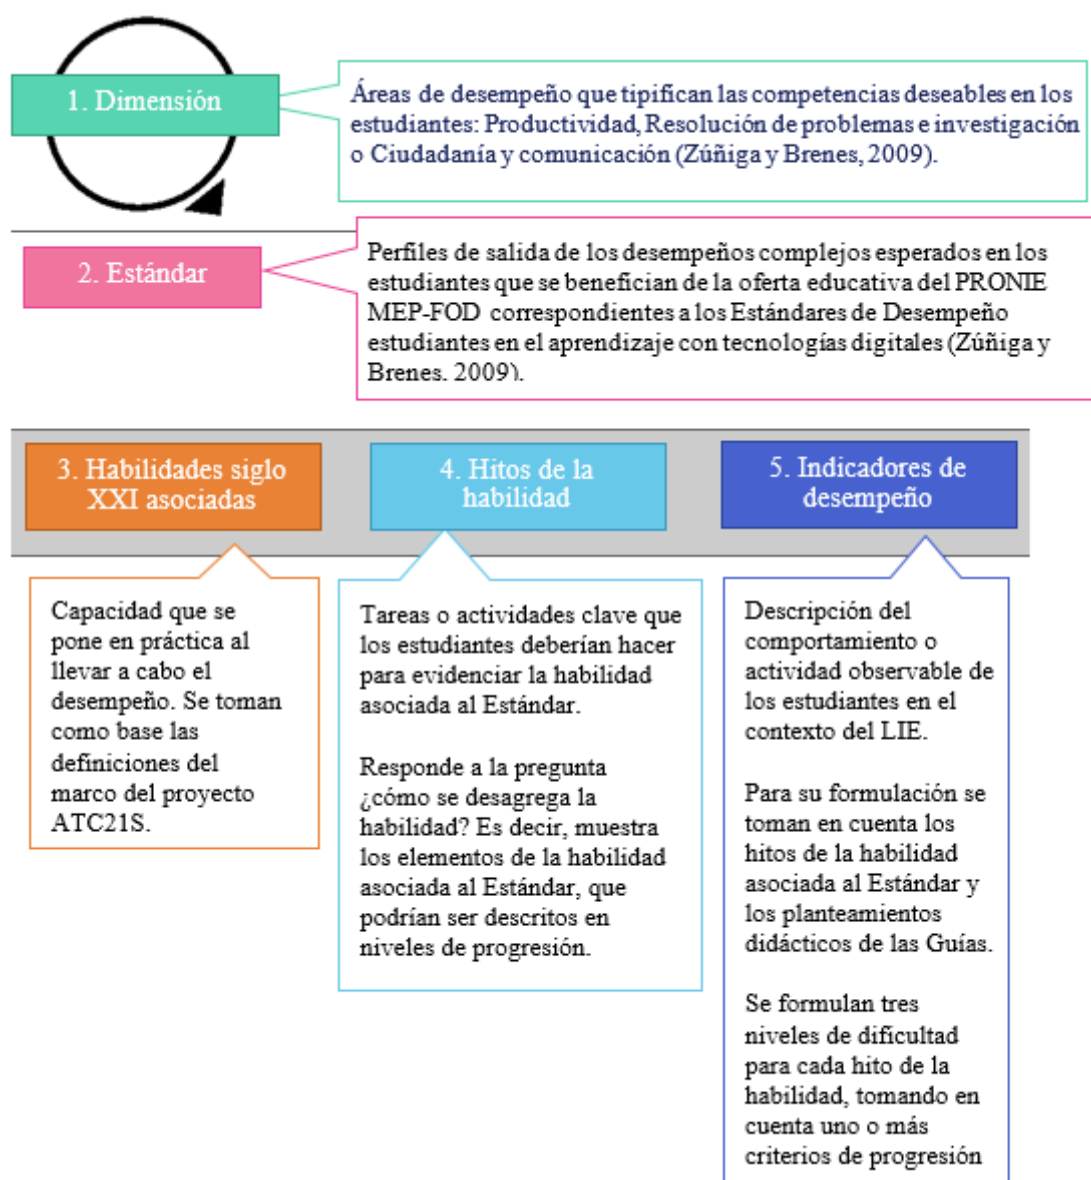 1. Dimensión
Áreas de desempeño que tipifican las competencias deseables en los
estudiantes: Productividad, Resolución de problemas e investigación
o Ciudadanía y comunicación (Zúñiga y Brenes, 2009).
2. Estándar
Perfiles de salida de los desempeños complejos esperados en los
estudiantes que se benefician de la oferta educativa del PRONIE
MEP-FOD correspondientes a los Estándares de Desempeño
estudiantes en el aprendizaje con tecnologías digitales (Zúñiga y
Brenes. 2009).
3. Habilidades siglo
XXI asociadas
4. Hitos de la
habilidad
5. Indicadores de
desempeño
Capacidad que se
pone en práctica al
llevar a cabo el
desempeño. Se toman
como base las
definiciones del
marco del proyecto
ATC21S.
Tareas o actividades clave que
los estudiantes deberían hacer
para evidenciar la habilidad
asociada al Estándar.
Responde a la pregunta
¿cómo se desagrega la
habilidad? Es decir, muestra
los elementos de la habilidad
asociada al Estándar, que
podrían ser descritos en
niveles de progresión.
Descripción del
comportamiento o
actividad observable de
los estudiantes en el
contexto del LIE.
Para su formulación se
toman en cuenta los
hitos de la habilidad
asociada al Estándar y
los planteamientos
didácticos de las Guías.
Se formulan tres
niveles de dificultad
para cada hito de la
habilidad, tomando en
cuenta uno o más
criterios de progresión